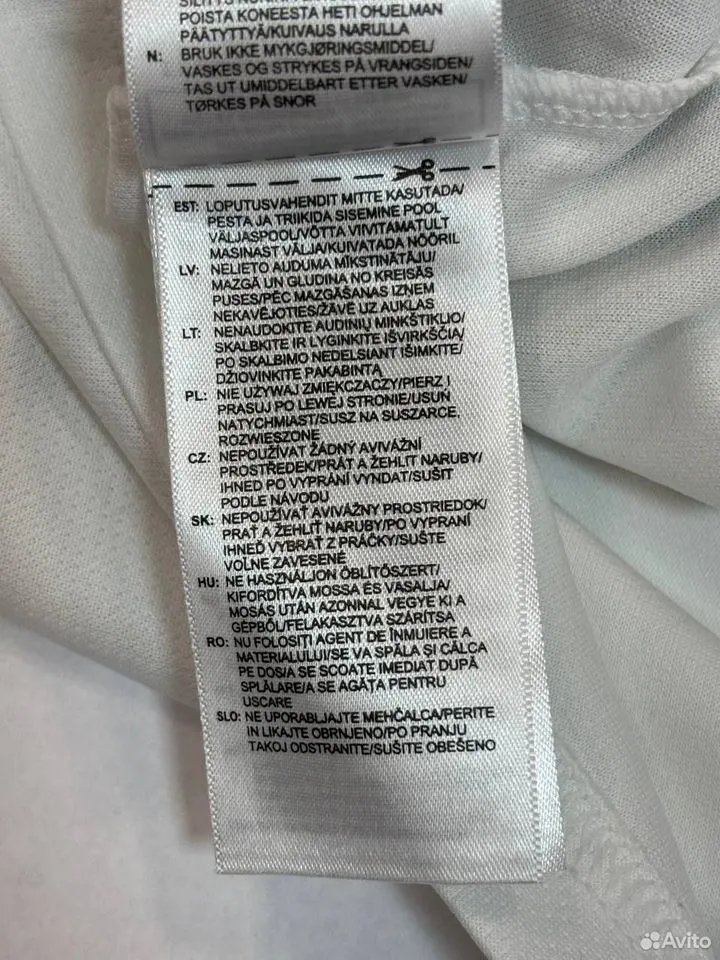 POISTA KONEESTA HETI OHJELMAN
PÄÄTYTTYÄ/KUIVAUS NARULLA
N: BRUK IKKE MYKGJØRINGSMIDDEL/
VASKES OG STRYKES PÅ VRANGSIDEN/
TAS UT UMIDDELBART ETTER VASKEN/
TØRKES PÅ SNOR
EST: LOPUTUSVAHENDIT MITTE KASUTADA/
PESTA JA TRIIKIDA SISEMINE POOL
VÄLJASPOOL/VÕTTA VIIVITAMATULT
MASINAST VÄLJA/KUIVATADA NÖÖRIL
LV: NELIETO AUDUMA MĪKSTINĀTĀJU/
MAZGĀ UN GLUDINA NO KREISĀS
PUSES/PĒC MAZGĀŠANAS IZŅEM
NEKAVĒJOTIES/ŽĀVĒ UZ AUKLAS
LT: NENAUDOKITE AUDINIŲ MINKŠTIKLIO/
SKALBKITE IR LYGINKITE IŠVIRKŠČIĄ/
PO SKALBIMO NEDELSIANT IŠIMKITE/
DŽIOVINKITE PAKABINTĄ
PL: NIE UŻYWAJ ZMIĘKCZACZY/PIERZ I
PRASUJ PO LEWEJ STRONIE/USUŃ
NATYCHMIAST/SUSZ NA SUSZARCE,
ROZWIESZONE
CZ: NEPOUŽÍVAT ŽÁDNÝ AVIVÁŽNÍ
PROSTŘEDEK/PRÁT A ŽEHLIT NARUBY/
IHNED PO VYPRÁNÍ VYNDAT/SUŠIT
PODLE NÁVODU
SK: NEPOUŽÍVAŤ AVIVÁŽNY PROSTRIEDOK/
PRAŤ A ŽEHLIŤ NARUBY/PO VYPRANÍ
IHNEĎ VYBRAŤ Z PRÁČKY/SUŠTE
VOĽNE ZAVESENÉ
HU: NE HASZNÁLJON ÖBLÍTŐSZERT/
KIFORDÍTVA MOSSA ÉS VASALJA/
MOSÁS UTÁN AZONNAL VEGYE KI A
GÉPBŐL/FELAKASZTVA SZÁRÍTSA
RO: NU FOLOSIȚI AGENT DE ÎNMUIERE A
MATERIALULUI/SE VA SPĂLA ȘI CĂLCA
PE DOS/A SE SCOATE IMEDIAT DUPĂ
SPĂLARE/A SE AGĂȚA PENTRU
USCARE
SLO: NE UPORABLJAJTE MEHČALCA/PERITE
IN LIKAJTE OBRNJENO/PO PRANJU
TAKOJ ODSTRANITE/SUŠITE OBEŠENO
Avito